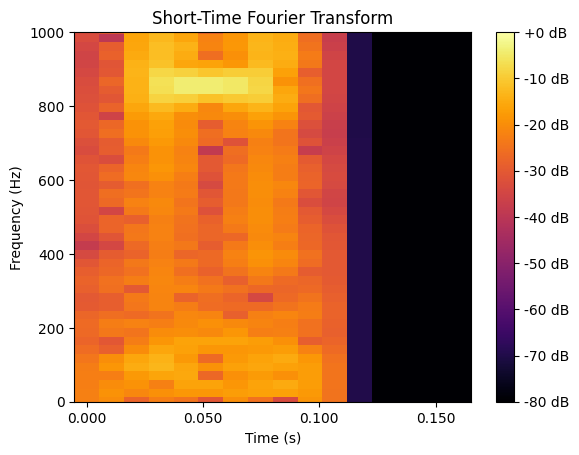 Short-Time Fourier Transform
1000
800
600
400
200
0
Frequency (Hz)
0.000
0.050
0.100
0.150
Time (s)
+0 dB
-10 dB
-20 dB
-30 dB
-40 dB
-50 dB
-60 dB
-70 dB
-80 dB